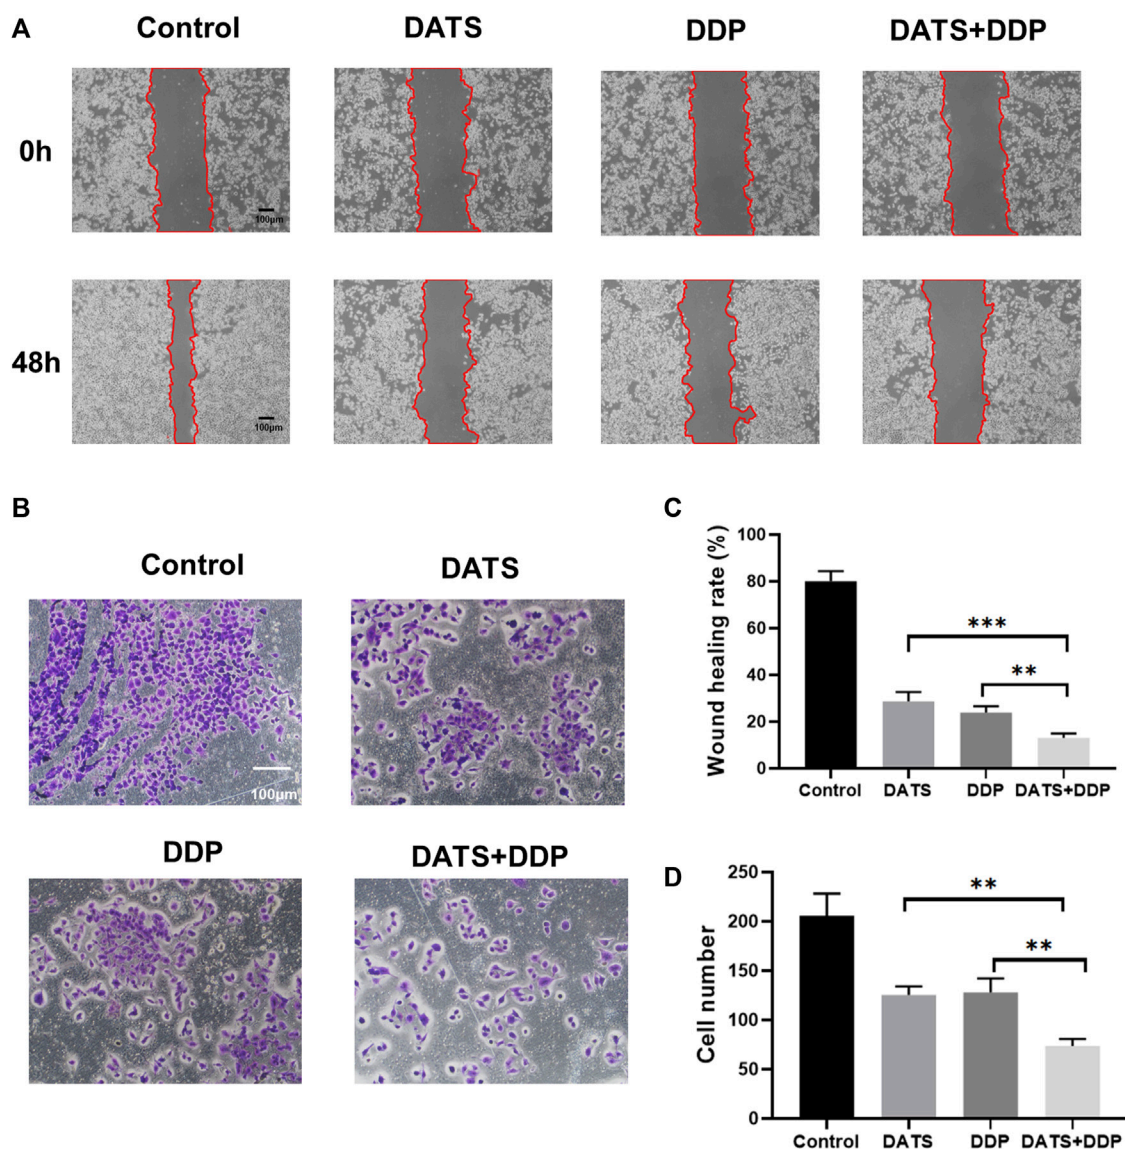 A
Control DATS DDP DATS+DDP
0h
100μm
48h
100μm
B
Control DATS
100μm
DDP DATS+DDP
C
Wound healing rate (%)
100
80
60
40
20
0
***
**
Control DATS DDP DATS+DDP
D
Cell number
250
200
150
100
50
0
**
**
Control DATS DDP DATS+DDP